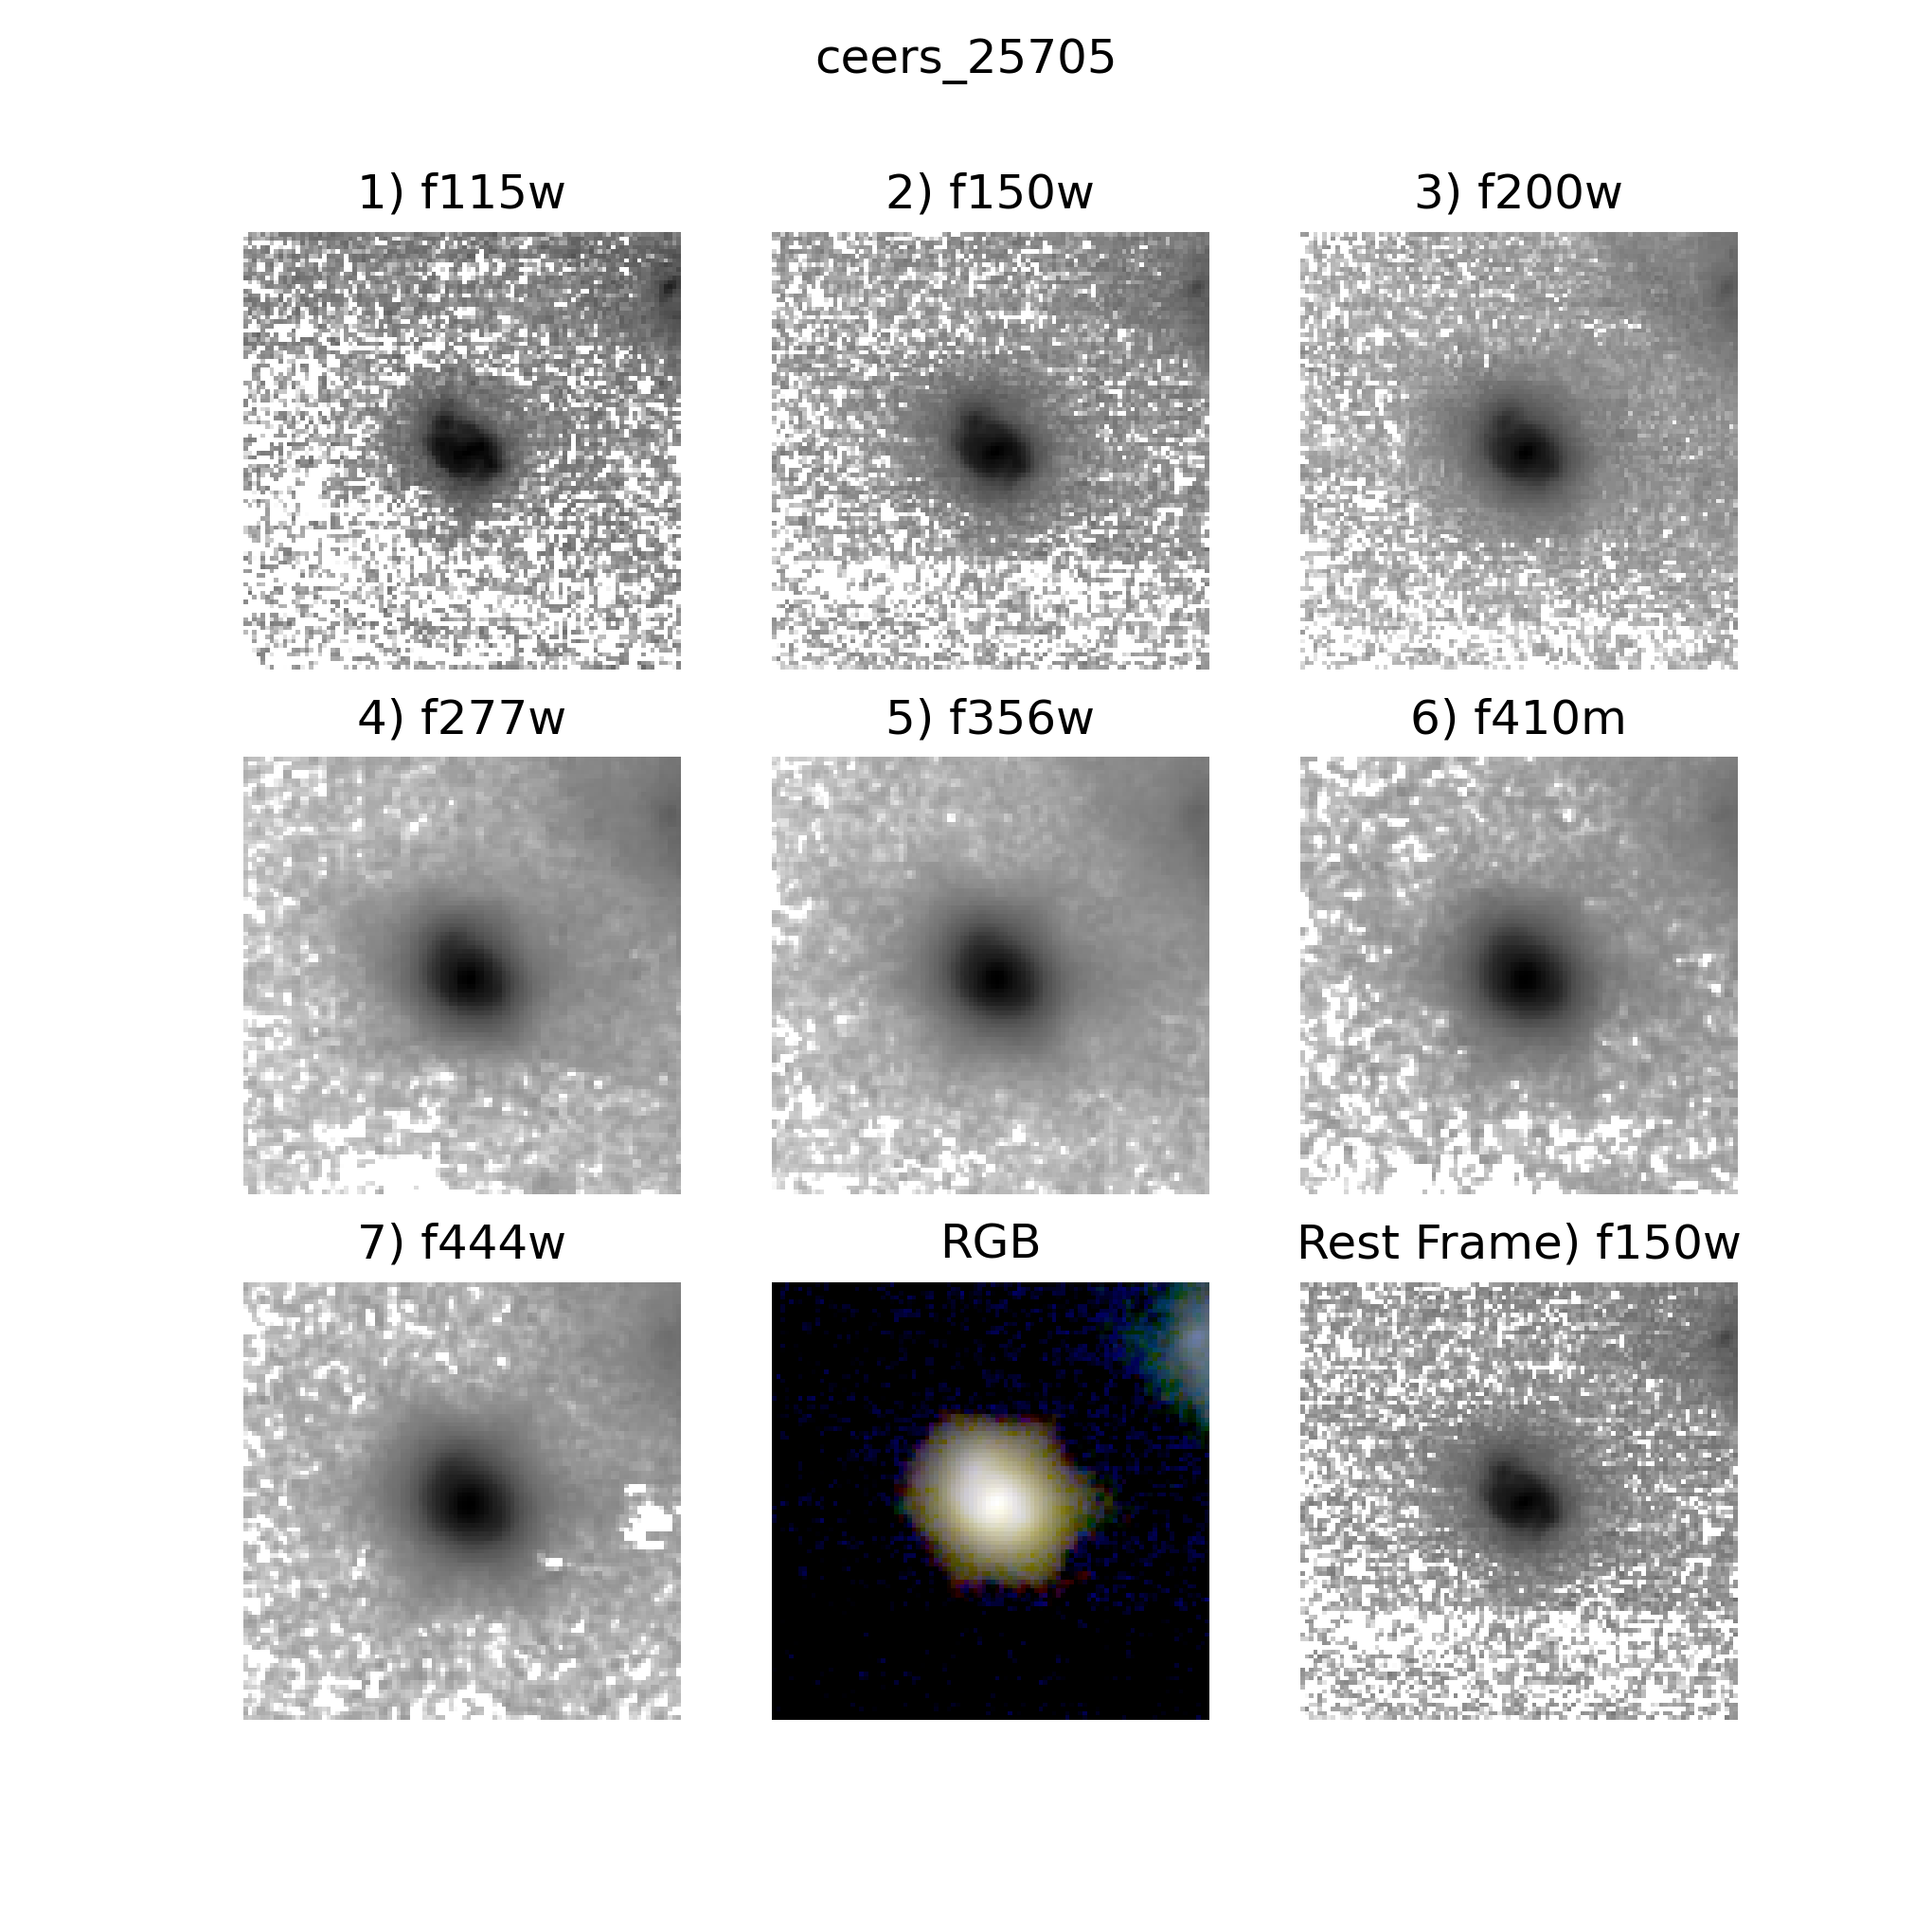 ceers_25705
1) f115w
2) f150w
3) f200w
4) f277w
5) f356w
6) f410m
7) f444w
RGB
Rest Frame) f150w